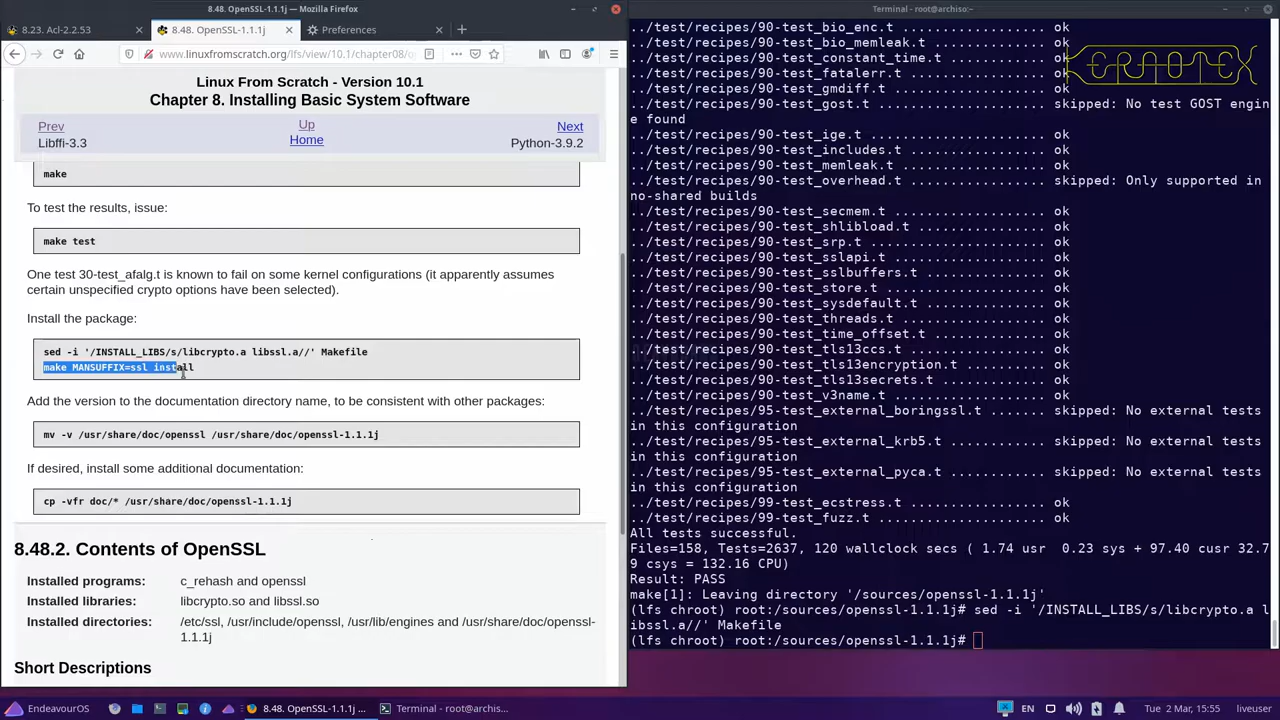 8.48. OpenSSL-1.1.1j — Mozilla Firefox
8.23. Acl-2.2.53
8.48. OpenSSL-1.1.1j
Preferences
www.linuxfromscratch.org/lfs/view/10.1/chapter08/op
Linux From Scratch - Version 10.1
Chapter 8. Installing Basic System Software
Prev
Up
Next
Libffi-3.3
Home
Python-3.9.2
make
To test the results, issue:
make test
One test 30-test_afalg.t is known to fail on some kernel configurations (it apparently assumes
certain unspecified crypto options have been selected).
Install the package:
sed -i '/INSTALL_LIBS/s/libcrypto.a libssl.a//' Makefile
make MANSUFFIX=ssl install
Add the version to the documentation directory name, to be consistent with other packages:
mv -v /usr/share/doc/openssl /usr/share/doc/openssl-1.1.1j
If desired, install some additional documentation:
cp -vfr doc/* /usr/share/doc/openssl-1.1.1j
8.48.2. Contents of OpenSSL
Installed programs: c_rehash and openssl
Installed libraries: libcrypto.so and libssl.so
Installed directories: /etc/ssl, /usr/include/openssl, /usr/lib/engines and /usr/share/doc/openssl-
1.1.1j
Short Descriptions
Terminal - root@archiso:~
../test/recipes/90-test_bio_enc.t .................. ok
../test/recipes/90-test_bio_memleak.t .............. ok
../test/recipes/90-test_constant_time.t ............ ok
../test/recipes/90-test_fatalerr.t ................. ok
../test/recipes/90-test_gmdiff.t ................... ok
../test/recipes/90-test_gost.t ..................... skipped: No test GOST engin
e found
../test/recipes/90-test_ige.t ...................... ok
../test/recipes/90-test_includes.t ................. ok
../test/recipes/90-test_memleak.t .................. ok
../test/recipes/90-test_overhead.t ................. skipped: Only supported in
no-shared builds
../test/recipes/90-test_secmem.t ................... ok
../test/recipes/90-test_shlibload.t ................ ok
../test/recipes/90-test_srp.t ...................... ok
../test/recipes/90-test_sslapi.t ................... ok
../test/recipes/90-test_sslbuffers.t ............... ok
../test/recipes/90-test_store.t .................... ok
../test/recipes/90-test_sysdefault.t ............... ok
../test/recipes/90-test_threads.t .................. ok
../test/recipes/90-test_time_offset.t .............. ok
../test/recipes/90-test_tls13ccs.t ................. ok
../test/recipes/90-test_tls13encryption.t .......... ok
../test/recipes/90-test_tls13secrets.t ............. ok
../test/recipes/90-test_v3name.t ................... ok
../test/recipes/95-test_external_boringssl.t ....... skipped: No external tests
in this configuration
../test/recipes/95-test_external_krb5.t ............ skipped: No external tests
in this configuration
../test/recipes/95-test_external_pyca.t ............ skipped: No external tests
in this configuration
../test/recipes/99-test_ecstress.t ................. ok
../test/recipes/99-test_fuzz.t ..................... ok
All tests successful.
Files=158, Tests=2637, 120 wallclock secs ( 1.74 usr  0.23 sys + 97.40 cusr 32.7
9 csys = 132.16 CPU)
Result: PASS
make[1]: Leaving directory '/sources/openssl-1.1.1j'
(lfs chroot) root:/sources/openssl-1.1.1j# sed -i '/INSTALL_LIBS/s/libcrypto.a l
ibssl.a//' Makefile
(lfs chroot) root:/sources/openssl-1.1.1j#
EndeavourOS
8.48. OpenSSL-1.1.1j ...
Terminal - root@archis...
EN
Tue 2 Mar, 15:55
liveuser